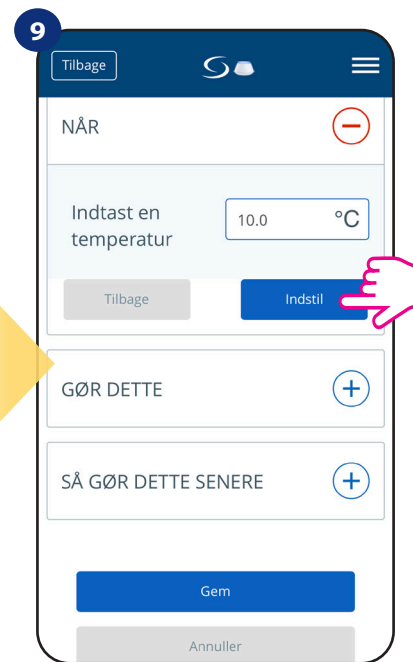 9
Tilbage
NÅR
Indtast en
temperatur
10.0 °C
Tilbage
Indstil
GØR DETTE
SÅ GØR DETTE SENERE
Gem
Annuller